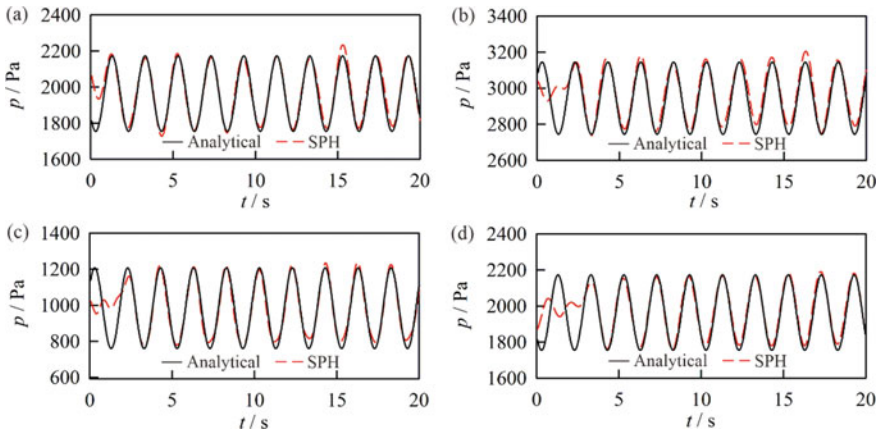 (a)
2400
2200
2000
1800
1600
p / Pa
Analytical SPH
0 5 10 15 20
t / s
(b)
3400
3200
3000
2800
2600
p / Pa
Analytical SPH
0 5 10 15 20
t / s
(c)
1400
1200
1000
800
600
p / Pa
Analytical SPH
0 5 10 15 20
t / s
(d)
2400
2200
2000
1800
1600
p / Pa
Analytical SPH
0 5 10 15 20
t / s